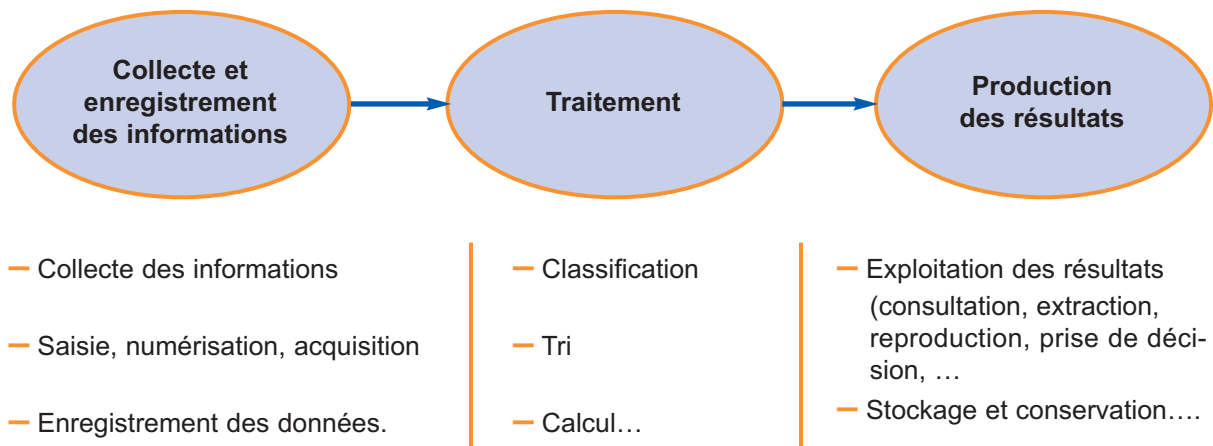 Collecte et
enregistrement
des informations
Traitement
Production
des résultats
— Collecte des informations
— Saisie, numérisation, acquisition
— Enregistrement des données.
— Classification
— Tri
— Calcul…
— Exploitation des résultats
(consultation, extraction,
reproduction, prise de déci-
sion, …
— Stockage et conservation….